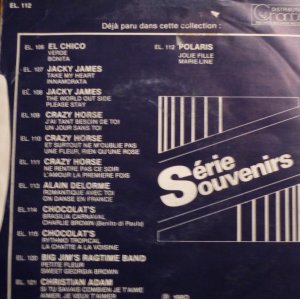 EL. 112
Déjà paru dans cette collection :
EL. 106 EL CHICO
VERDE
BONITA
EL. 107 JACKY JAMES
TAKE MY HEART
INNAMORATA
EL. 108 JACKY JAMES
THE WORLD OUT SIDE
PLEASE STAY
EL. 109 CRAZY HORSE
J'AI TANT BESOIN DE TOI
UN JOUR SANS TOI
EL. 110 CRAZY HORSE
ET SURTOUT NE M'OUBLIE PAS
UNE FLEUR, RIEN QU'UNE ROSE
EL. 111 CRAZY HORSE
NE RENTRE PAS CE SOIR
L'AMOUR LA PREMIERE FOIS
EL. 113 ALAIN DELORME
ROMANTIQUE AVEC TOI
ON DANSE EN FRANCE
EL. 114 CHOCOLAT'S
BRASILIA CARNAVAL
CHARLIE BROWN (Benito di Paula)
EL. 115 CHOCOLAT'S
RYTHMO TROPICAL
LA CHATTE A LA VOISINE
EL. 120 BIG JIM'S RAGTIME BAND
PETITE FLEUR
SWEET GEORGIA BROWN
EL. 121 CHRISTIAN ADAM
SI TU SAVAIS COMBIEN JE T'AIME
AIMER, JE VEUX T'AIMER
EL. 112 POLARIS
JOLIE FILLE
MARIE-LINE
Série
Souvenirs